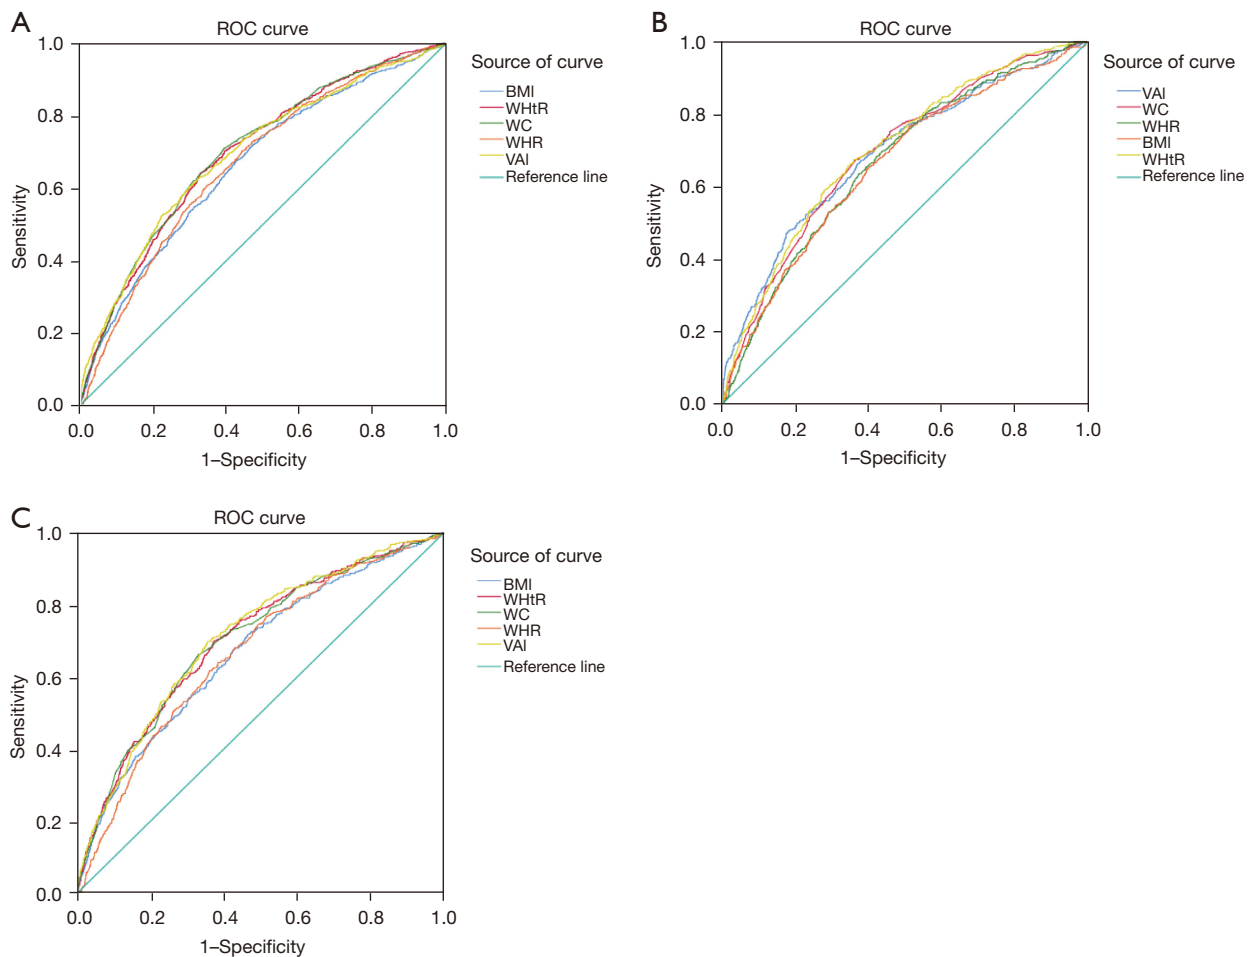 A
ROC curve
1.0
0.8
0.6
0.4
0.2
0.0
Sensitivity
0.0 0.2 0.4 0.6 0.8 1.0
1–Specificity
Source of curve
BMI
WHtR
WC
WHR
VAI
Reference line
B
ROC curve
1.0
0.8
0.6
0.4
0.2
0.0
Sensitivity
0.0 0.2 0.4 0.6 0.8 1.0
1–Specificity
Source of curve
VAI
WC
WHR
BMI
WHtR
Reference line
C
ROC curve
1.0
0.8
0.6
0.4
0.2
0.0
Sensitivity
0.0 0.2 0.4 0.6 0.8 1.0
1–Specificity
Source of curve
BMI
WHtR
WC
WHR
VAI
Reference line